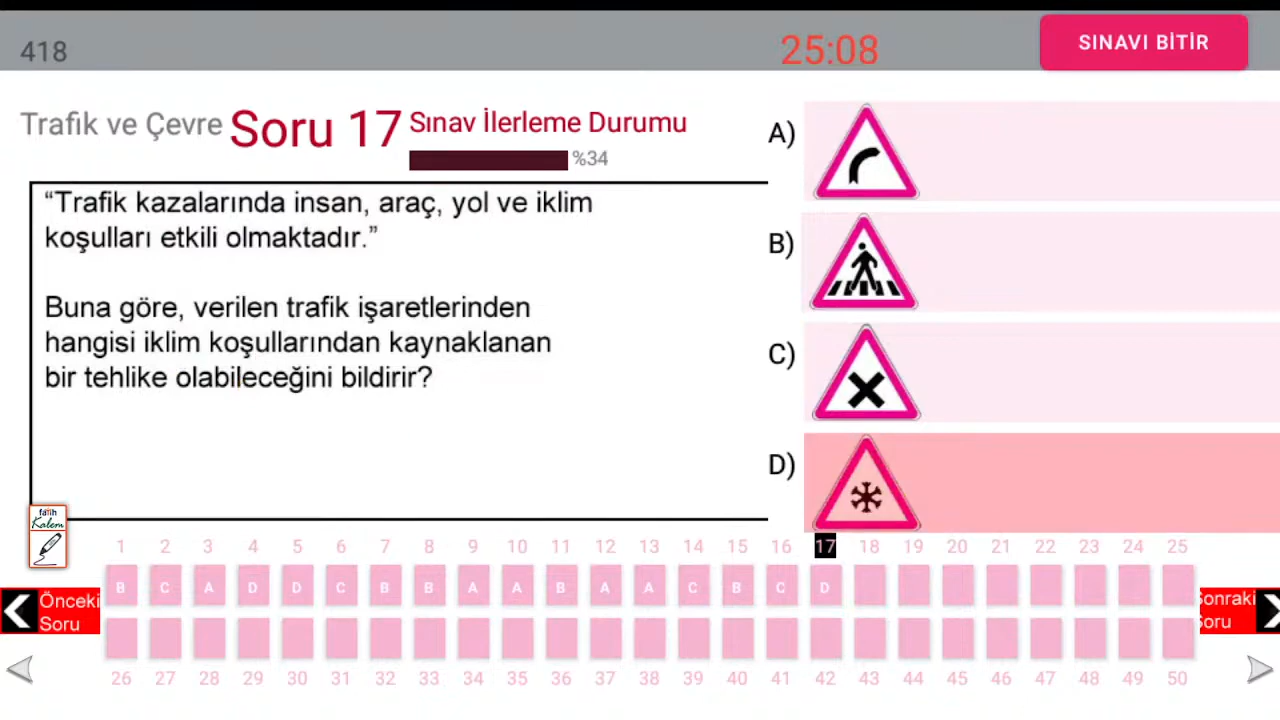 418
25:08
SINAVI BİTİR
Trafik ve Çevre
Soru 17
Sınav İlerleme Durumu
%34
“Trafik kazalarında insan, araç, yol ve iklim
koşulları etkili olmaktadır.”
Buna göre, verilen trafik işaretlerinden
hangisi iklim koşullarından kaynaklanan
bir tehlike olabileceğini bildirir?
A)
B)
C)
D)
fatih
Kalem
1 2 3 4 5 6 7 8 9 10 11 12 13 14 15 16 17 18 19 20 21 22 23 24 25
B C A D D C B B A A B A A C B C D
Önceki
Soru
Sonraki
Soru
26 27 28 29 30 31 32 33 34 35 36 37 38 39 40 41 42 43 44 45 46 47 48 49 50